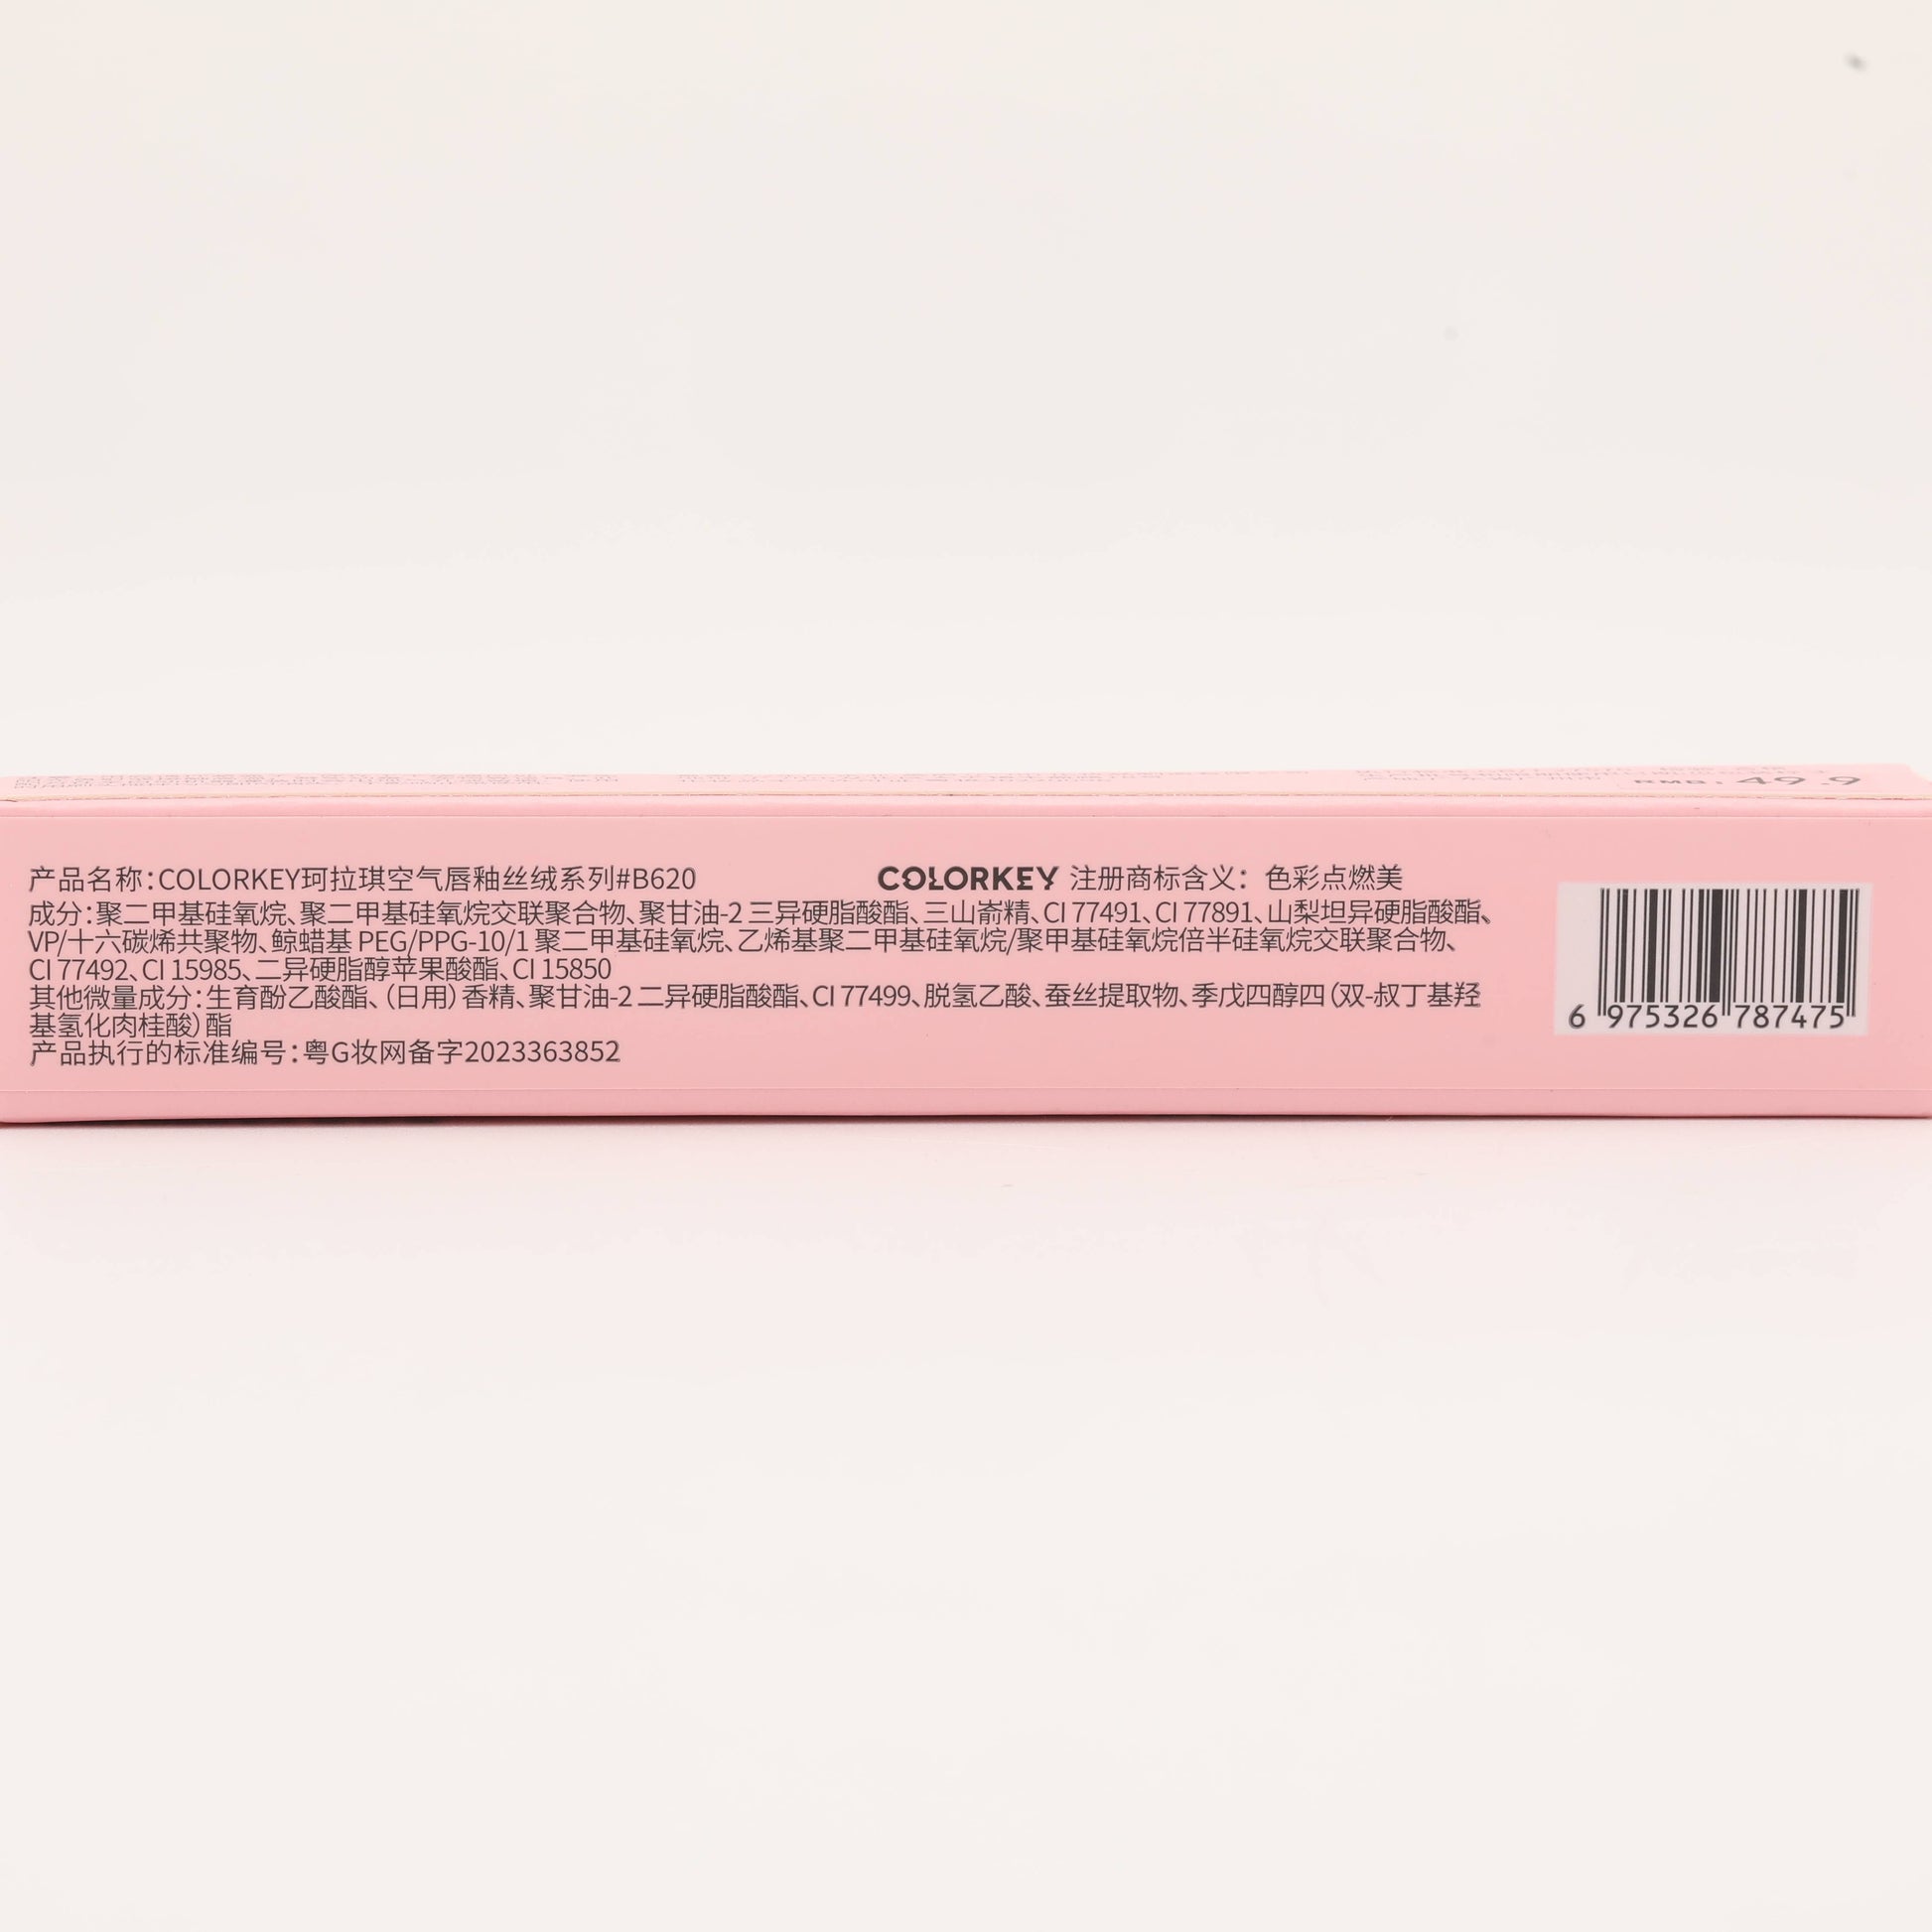 RMB: 49.9
产品名称：COLORKEY珂拉琪空气唇釉丝绒系列#B620
COLORKEY 注册商标含义： 色彩点燃美
成分：聚二甲基硅氧烷、聚二甲基硅氧烷交联聚合物、聚甘油-2 三异硬脂酸酯、三山嵛精、CI 77491、CI 77891、山梨坦异硬脂酸酯、
VP/十六碳烯共聚物、鲸蜡基 PEG/PPG-10/1 聚二甲基硅氧烷、乙烯基聚二甲基硅氧烷/聚甲基硅氧烷倍半硅氧烷交联聚合物、
CI 77492、CI 15985、二异硬脂醇苹果酸酯、CI 15850
其他微量成分：生育酚乙酸酯、（日用）香精、聚甘油-2 二异硬脂酸酯、CI 77499、脱氢乙酸、蚕丝提取物、季戊四醇四（双-叔丁基羟
基氢化肉桂酸）酯
产品执行的标准编号：粤G妆网备字2023363852
6 975326 787475